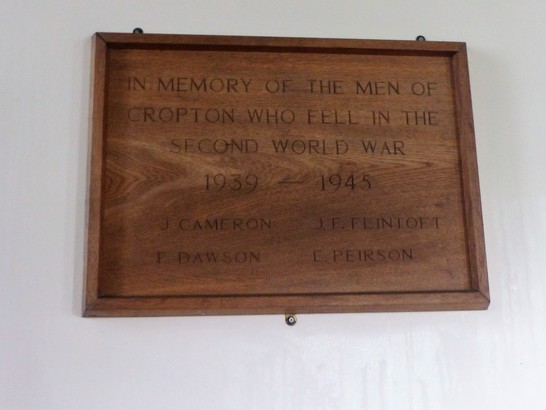 IN MEMORY OF THE MEN OF
CROPTON WHO FELL IN THE
SECOND WORLD WAR
1939 — 1945
J. CAMERON J. F. FLINTOFT
F. DAWSON E. PEIRSON